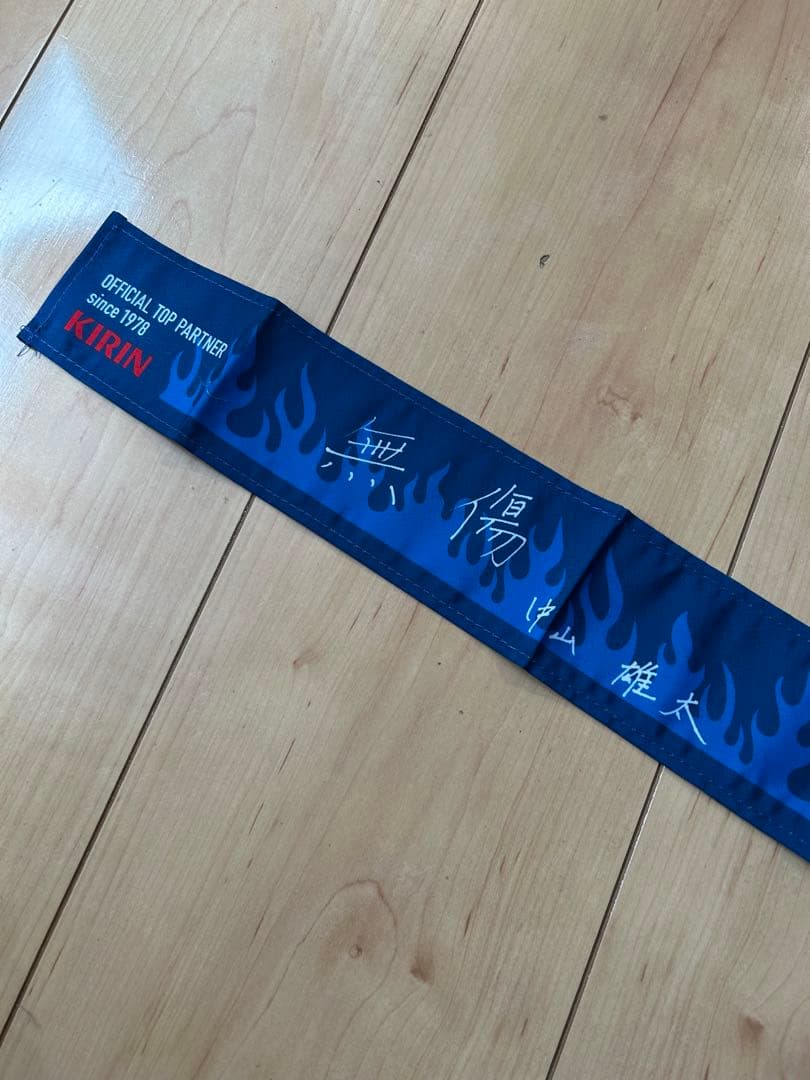 OFFICIAL TOP PARTNER
since 1978
KIRIN
無傷
中山 雄太